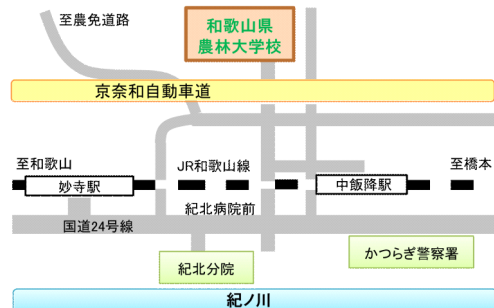 至農免道路
和歌山県
農林大学校
京奈和自動車道
至和歌山
JR和歌山線
至橋本
妙寺駅
中飯降駅
紀北病院前
国道24号線
かつらぎ警察署
紀北分院
紀ノ川